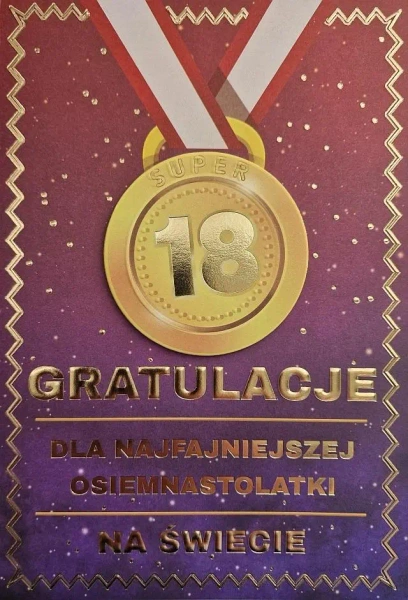 SUPER
18
GRATULACJE
DLA NAJFAJNIEJSZEJ
OSIEMNASTOLATKI
NA ŚWIECIE